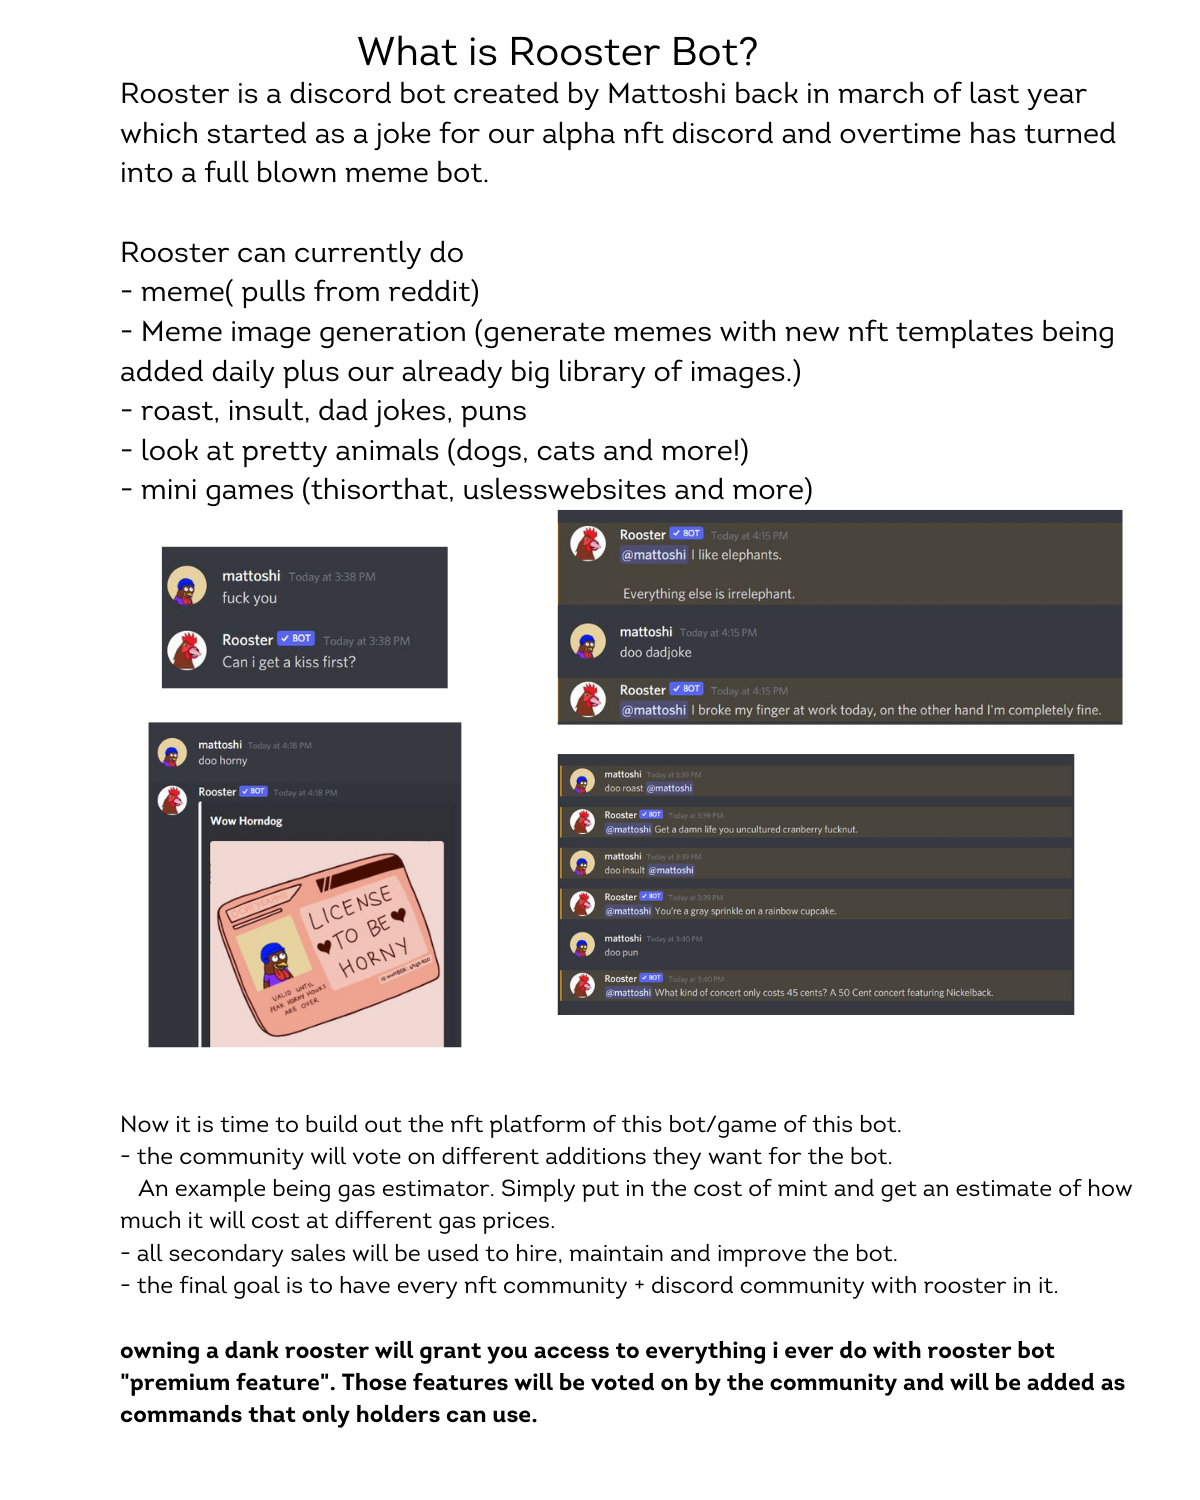 What is Rooster Bot?
Rooster is a discord bot created by Mattoshi back in march of last year
which started as a joke for our alpha nft discord and overtime has turned
into a full blown meme bot.
Rooster can currently do
- meme( pulls from reddit)
- Meme image generation (generate memes with new nft templates being
added daily plus our already big library of images.)
- roast, insult, dad jokes, puns
- look at pretty animals (dogs, cats and more!)
- mini games (thisorthat, uslesswebsites and more)
mattoshi Today at 3:38 PM
fuck you
Rooster ✓ BOT Today at 3:38 PM
Can i get a kiss first?
Rooster ✓ BOT Today at 4:15 PM
@mattoshi I like elephants.
Everything else is irrelephant.
mattoshi Today at 4:15 PM
doo dadjoke
Rooster ✓ BOT Today at 4:15 PM
@mattoshi I broke my finger at work today, on the other hand I'm completely fine.
mattoshi Today at 4:18 PM
doo horny
Rooster ✓ BOT Today at 4:18 PM
Wow Horndog
LICENSE
TO BE
HORNY
VALID UNTIL
PEAK HORNY HOURS
ARE OVER
ID NUMBER:
mattoshi Today at 3:39 PM
doo roast @mattoshi
Rooster ✓ BOT Today at 3:39 PM
@mattoshi Get a damn life you uncultured cranberry fucknut.
mattoshi Today at 3:39 PM
doo insult @mattoshi
Rooster ✓ BOT Today at 3:39 PM
@mattoshi You're a gray sprinkle on a rainbow cupcake.
mattoshi Today at 3:40 PM
doo pun
Rooster ✓ BOT Today at 3:40 PM
@mattoshi What kind of concert only costs 45 cents? A 50 Cent concert featuring Nickelback.
Now it is time to build out the nft platform of this bot/game of this bot.
- the community will vote on different additions they want for the bot.
An example being gas estimator. Simply put in the cost of mint and get an estimate of how
much it will cost at different gas prices.
- all secondary sales will be used to hire, maintain and improve the bot.
- the final goal is to have every nft community + discord community with rooster in it.
owning a dank rooster will grant you access to everything i ever do with rooster bot
"premium feature". Those features will be voted on by the community and will be added as
commands that only holders can use.